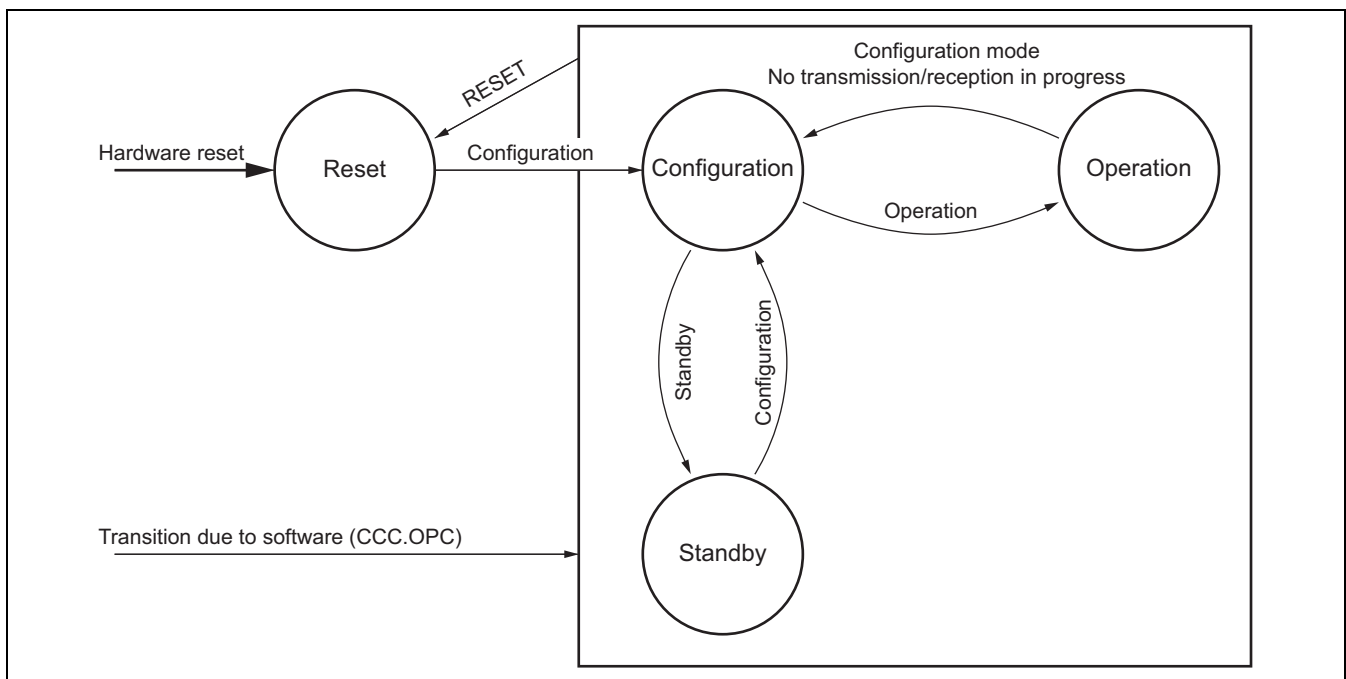 Configuration mode
No transmission/reception in progress
RESET
Hardware reset
Reset
Configuration
Configuration
Operation
Operation
Standby
Configuration
Transition due to software (CCC.OPC)
Standby